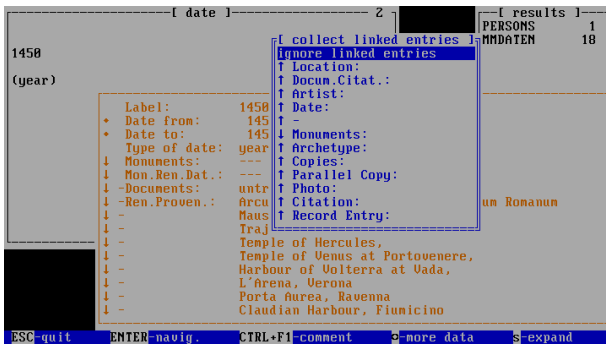 [ date ] 2
[ results ]
PERSONS 1
MMDATEN 18
[ collect linked entries ]
ignore linked entries
↑ Location:
↑ Docum.Citat.:
↑ Artist:
↑ Date:
↑ -
↓ Monuments:
↑ Archetype:
↑ Copies:
↑ Parallel Copy:
↑ Photo:
↑ Citation:
↑ Record Entry:
1450
(year)
Label: 1450
◆ Date from: 145
◆ Date to: 145
Type of date: year
↓ Monuments: ---
↓ Mon.Ren.Dat.: ---
↓ -Documents: untr
↓ -Ren.Proven.: Arcu um Romanum
↓ - Maus
↓ - Traj
↓ - Temple of Hercules,
↓ - Temple of Venus at Portovenere,
↓ - Harbour of Volterra at Vada,
↓ - L'Arena, Verona
↓ - Porta Aurea, Ravenna
↓ - Claudian Harbour, Fiumicino
ESC-quit ENTER-navig. CTRL+F1-comment ¤-more data s-expand